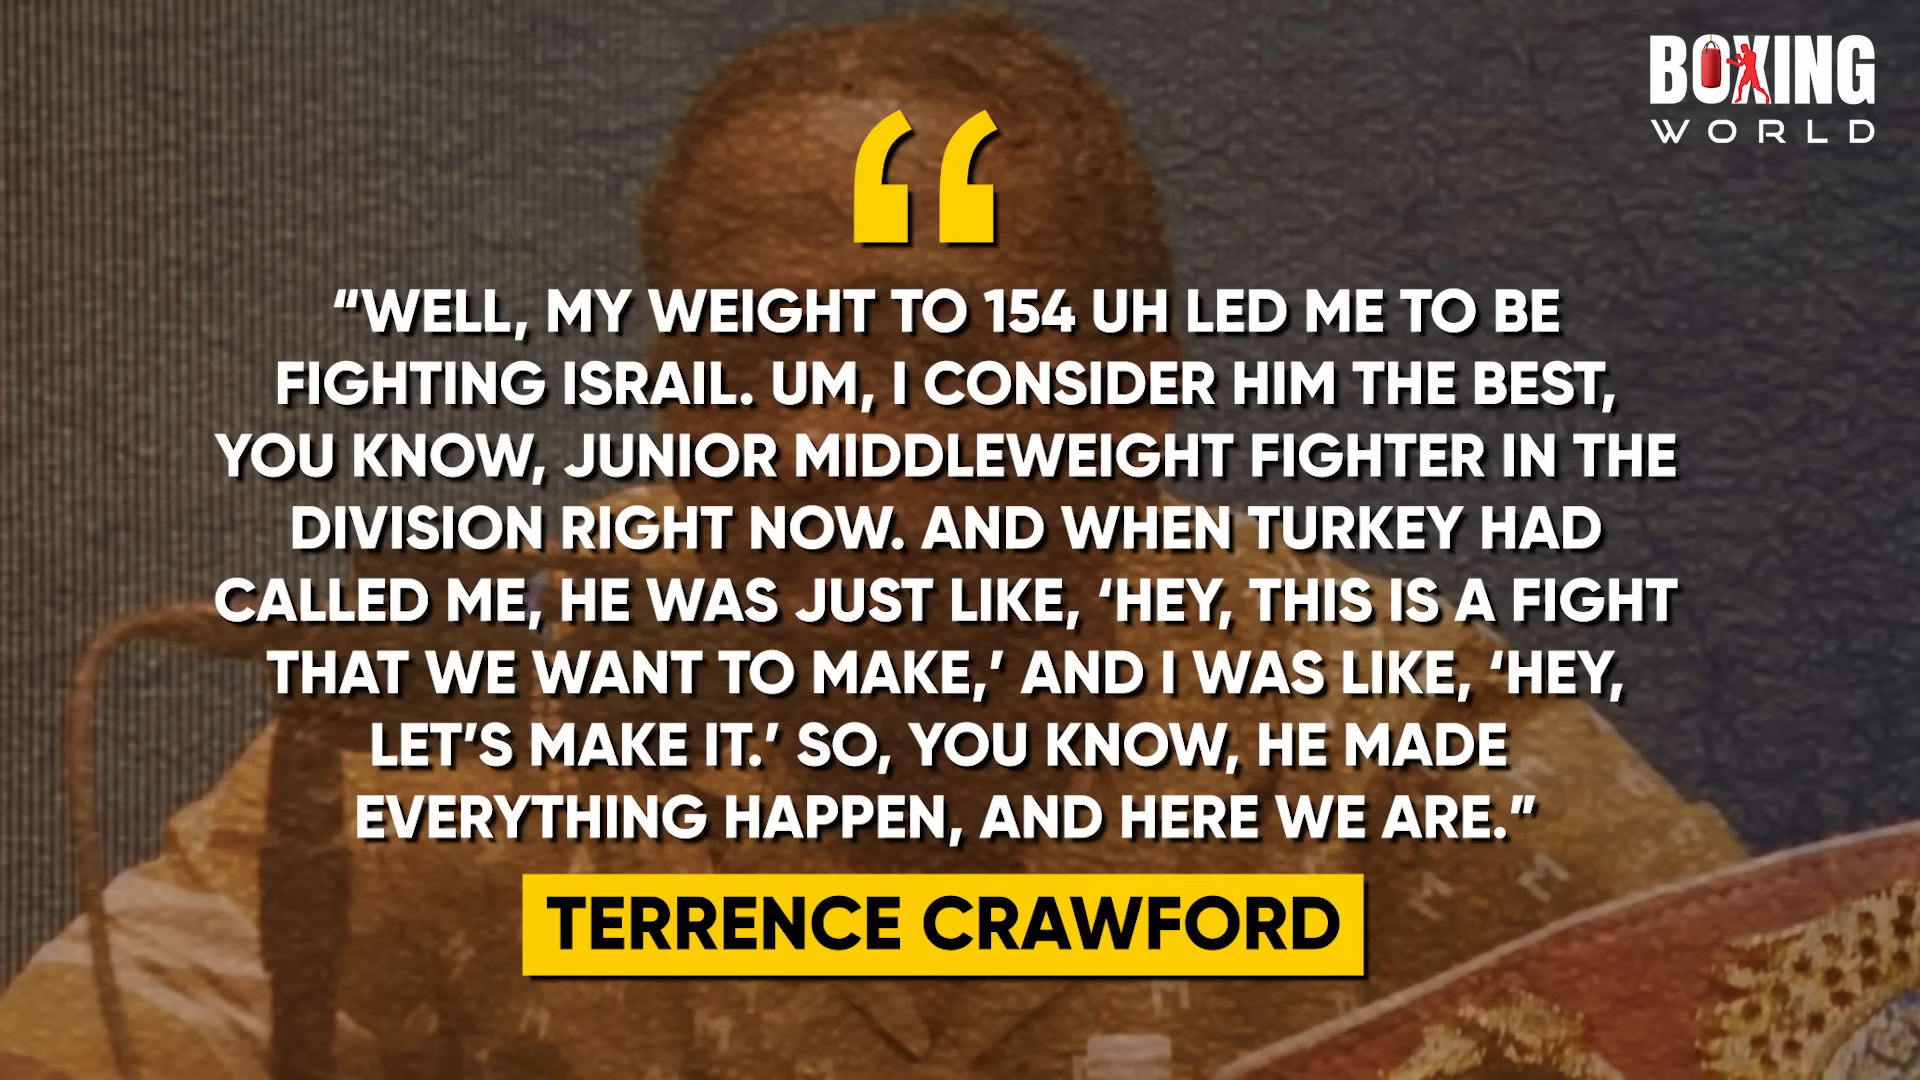 BOXING
WORLD
“WELL, MY WEIGHT TO 154 UH LED ME TO BE
FIGHTING ISRAIL. UM, I CONSIDER HIM THE BEST,
YOU KNOW, JUNIOR MIDDLEWEIGHT FIGHTER IN THE
DIVISION RIGHT NOW. AND WHEN TURKEY HAD
CALLED ME, HE WAS JUST LIKE, ‘HEY, THIS IS A FIGHT
THAT WE WANT TO MAKE,’ AND I WAS LIKE, ‘HEY,
LET’S MAKE IT.’ SO, YOU KNOW, HE MADE
EVERYTHING HAPPEN, AND HERE WE ARE.”
TERRENCE CRAWFORD